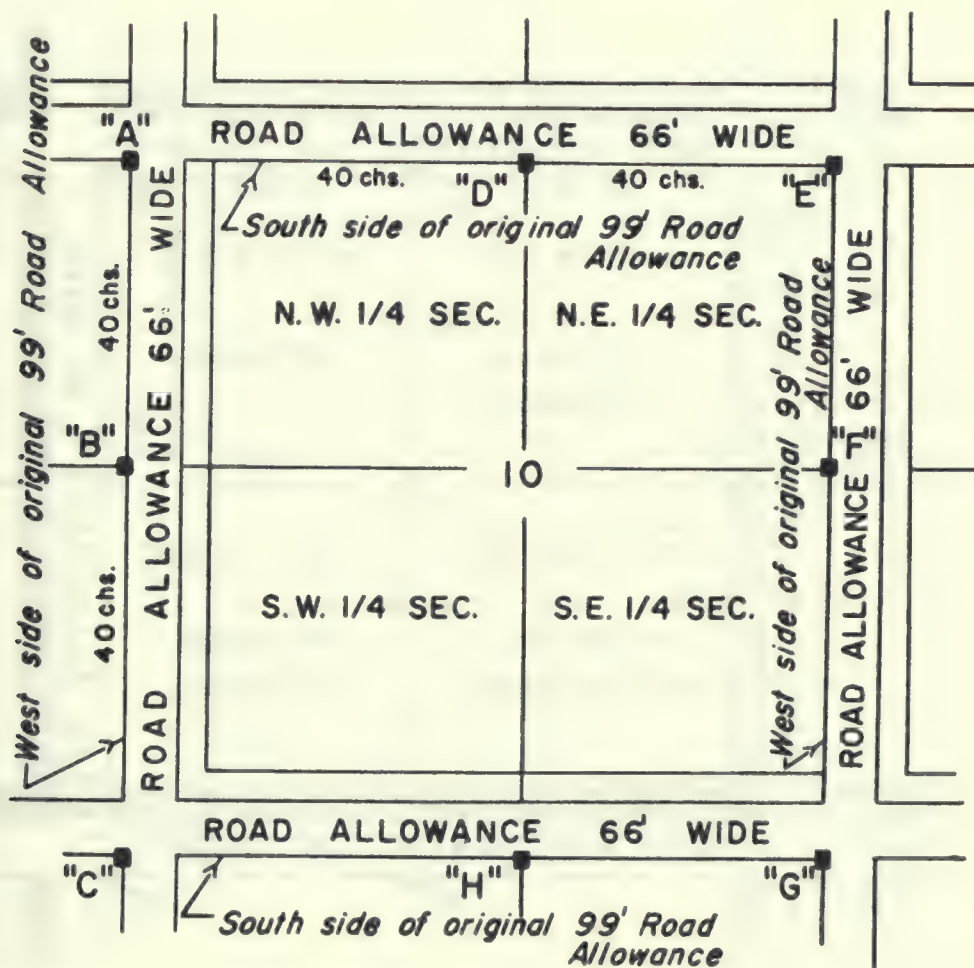 West side of original 99' Road Allowance
"A"
ROAD ALLOWANCE 66' WIDE
40 chs.
"D"
40 chs.
"E"
South side of original 99' Road
Allowance
40 chs.
ROAD ALLOWANCE 66' WIDE
N.W. 1/4 SEC.
N.E. 1/4 SEC.
West side of original 99' Road
Allowance
ROAD ALLOWANCE 66' WIDE
"B"
10
"F"
40 chs.
S.W. 1/4 SEC.
S.E. 1/4 SEC.
ROAD ALLOWANCE 66' WIDE
"C"
"H"
"G"
South side of original 99' Road
Allowance